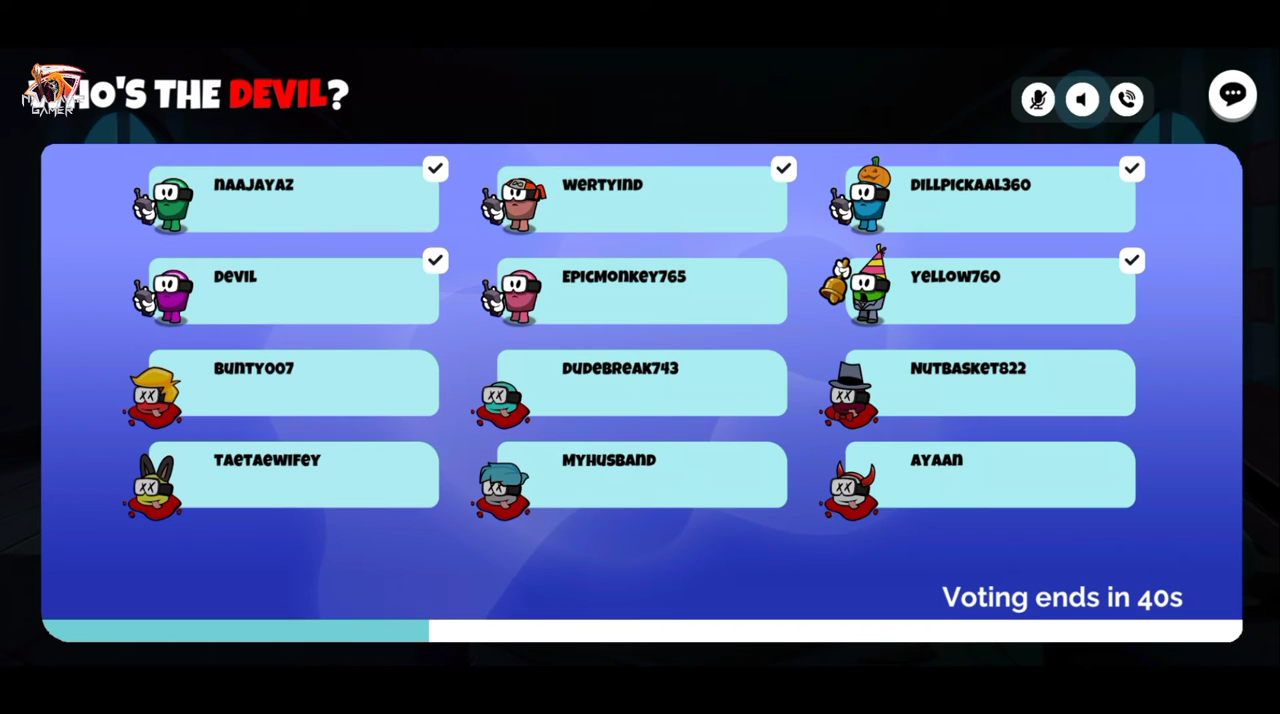 WHO'S THE DEVIL?
GAMER
NAAJAYAZ
WERTYIND
DILLPICKAAL360
DEVIL
EPICMONKEY765
YELLOW760
BUNTY007
DUDEBREAK743
NUTBASKET822
TAETAEWIFEY
MYHUSBAND
AYAAN
Voting ends in 40s